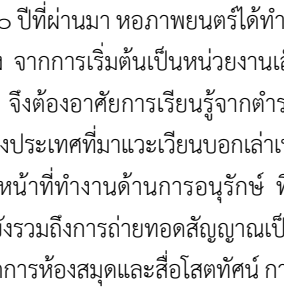 ๐ ปีที่ผ่านมา หอภาพยนตร์ได้ทำ
จากการเริ่มต้นเป็นหน่วยงานเล็
จึงต้องอาศัยการเรียนรู้จากตำร
งประเทศที่มาแวะเวียนบอกเล่าเ
หน้าที่ทำงานด้านการอนุรักษ์ ที
ยังรวมถึงการถ่ายทอดสัญญาณเป็
การห้องสมุดและสื่อโสตทัศน์ กา